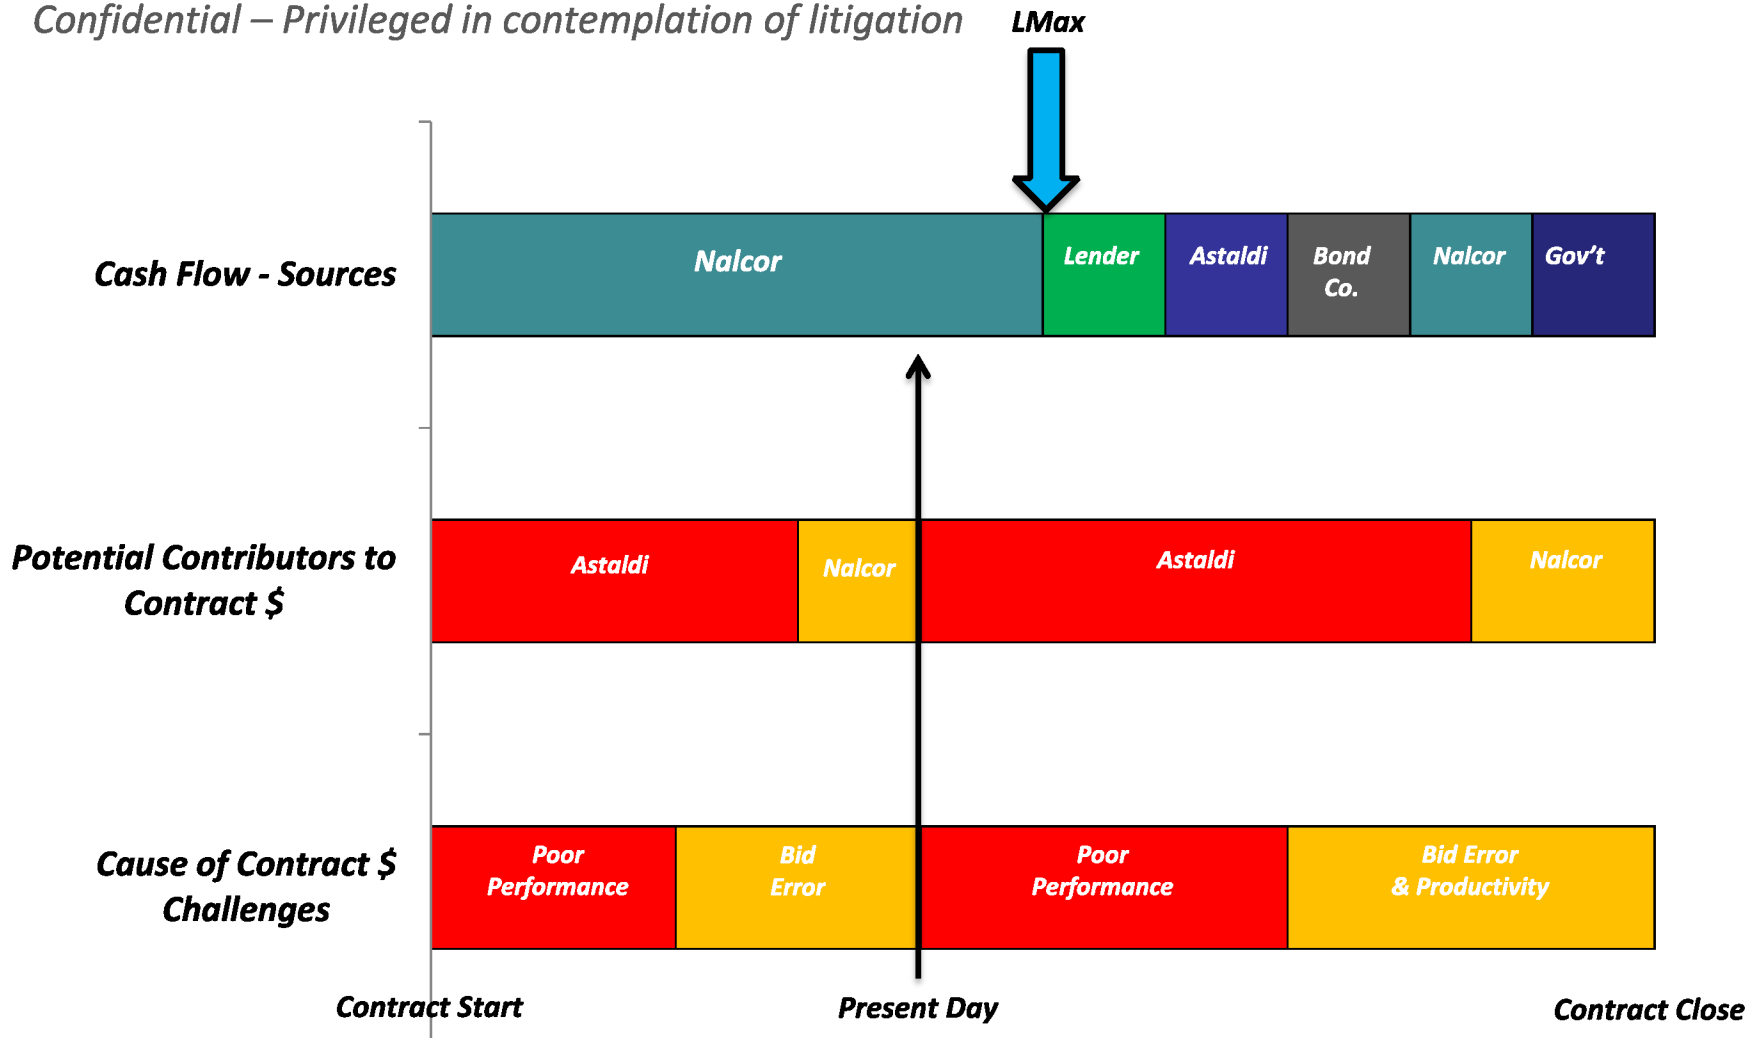 Confidential – Privileged in contemplation of litigation
LMax
Cash Flow - Sources
Nalcor
Lender
Astaldi
Bond
Co.
Nalcor
Gov’t
Potential Contributors to
Contract $
Astaldi
Nalcor
Astaldi
Nalcor
Cause of Contract $
Challenges
Poor
Performance
Bid
Error
Poor
Performance
Bid Error
& Productivity
Contract Start
Present Day
Contract Close